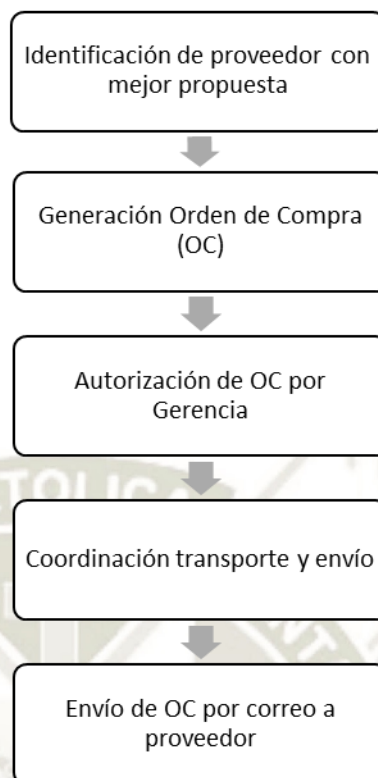 Identificación de proveedor con
mejor propuesta
Generación Orden de Compra
(OC)
Autorización de OC por
Gerencia
Coordinación transporte y envío
Envío de OC por correo a
proveedor